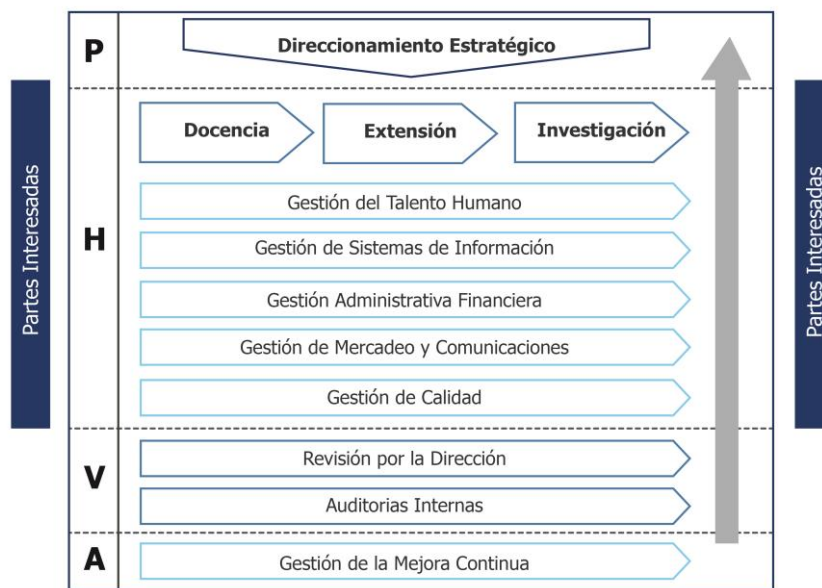 P
Direccionamiento Estratégico
Partes Interesadas
H
Docencia
Extensión
Investigación
Gestión del Talento Humano
Gestión de Sistemas de Información
Gestión Administrativa Financiera
Gestión de Mercadeo y Comunicaciones
Gestión de Calidad
Partes Interesadas
V
Revisión por la Dirección
Auditorias Internas
A
Gestión de la Mejora Continua